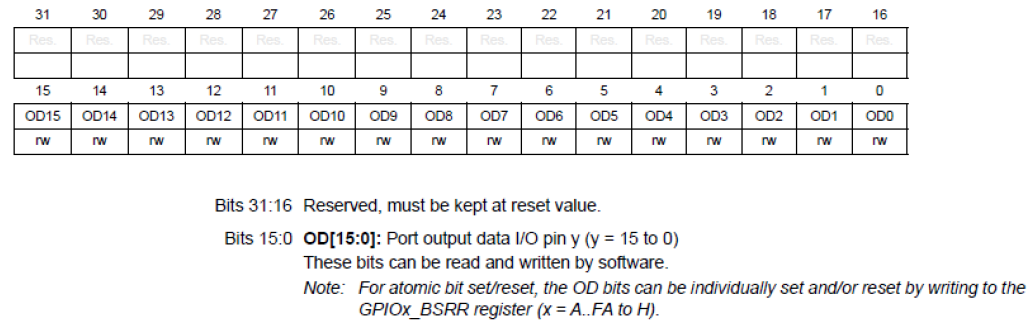 31 30 29 28 27 26 25 24 23 22 21 20 19 18 17 16
Res. Res. Res. Res. Res. Res. Res. Res. Res. Res. Res. Res. Res. Res. Res. Res.
15 14 13 12 11 10 9 8 7 6 5 4 3 2 1 0
OD15 OD14 OD13 OD12 OD11 OD10 OD9 OD8 OD7 OD6 OD5 OD4 OD3 OD2 OD1 OD0
rw rw rw rw rw rw rw rw rw rw rw rw rw rw rw rw
Bits 31:16 Reserved, must be kept at reset value.
Bits 15:0 OD[15:0]: Port output data I/O pin y (y = 15 to 0)
These bits can be read and written by software.
Note: For atomic bit set/reset, the OD bits can be individually set and/or reset by writing to the
GPIOx_BSRR register (x = A..FA to H).